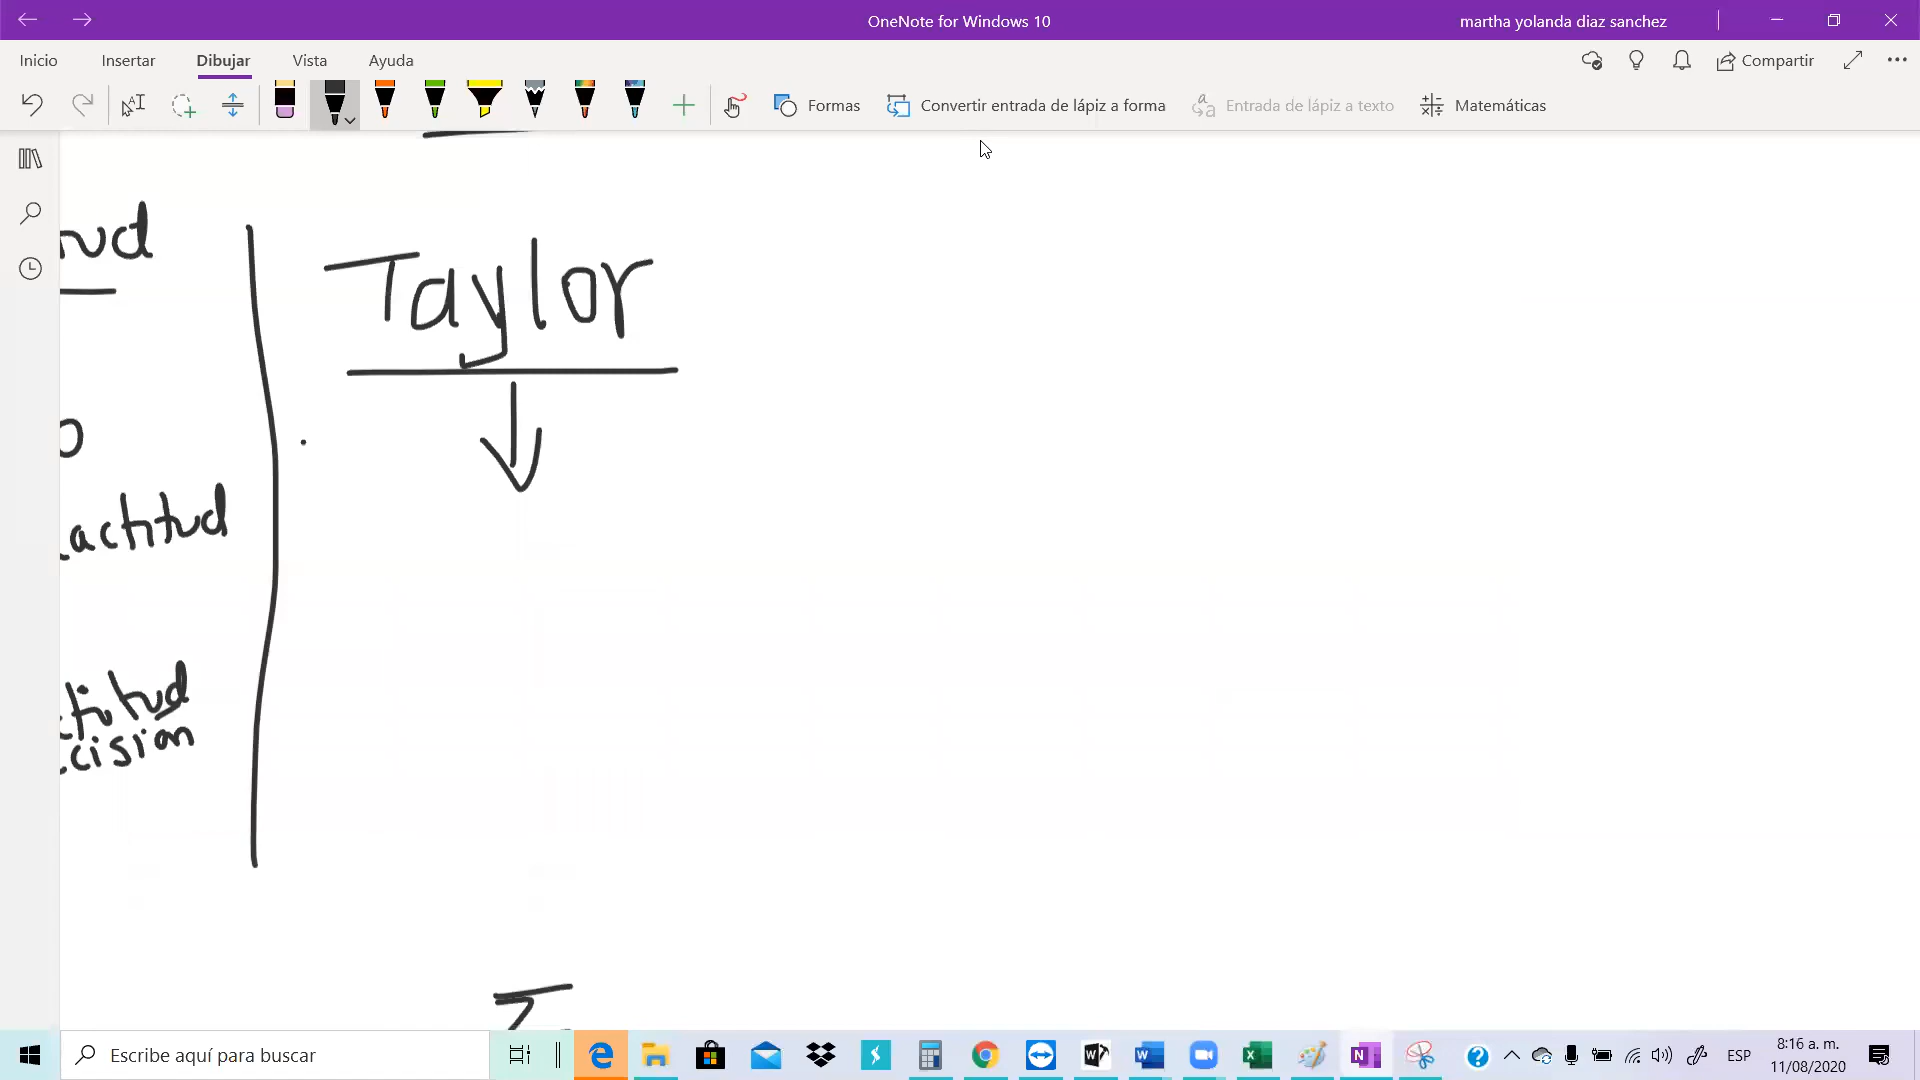 OneNote for Windows 10
martha yolanda diaz sanchez
Inicio Insertar Dibujar Vista Ayuda
Compartir
Formas Convertir entrada de lápiz a forma Entrada de lápiz a texto Matemáticas
Taylor
actitud
Escribe aquí para buscar
ESP
8:16 a. m.
11/08/2020